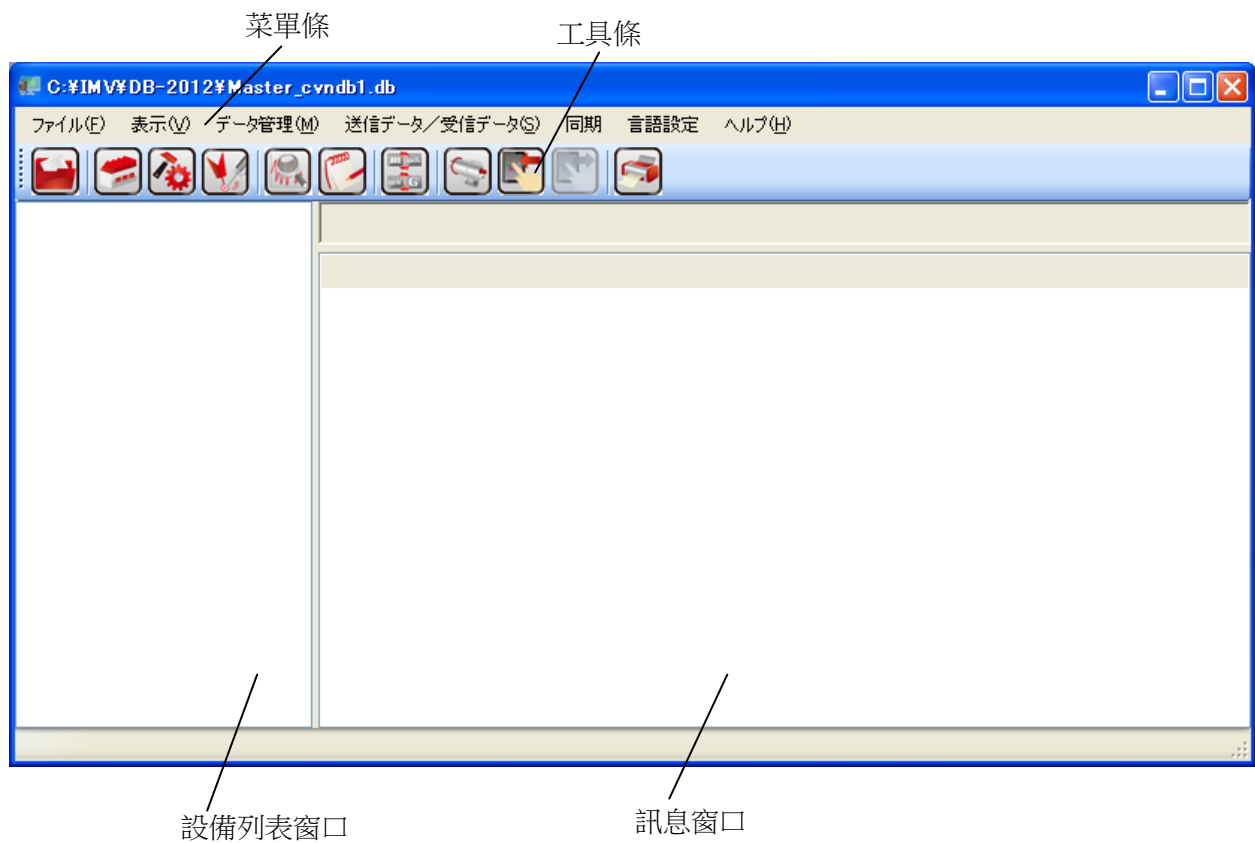 菜單條
工具條
C:¥IMV¥DB-2012¥Master_cvndb1.db
ファイル(F) 表示(V) データ管理(M) 送信データ／受信データ(S) 同期 言語設定 ヘルプ(H)
設備列表窗口
訊息窗口